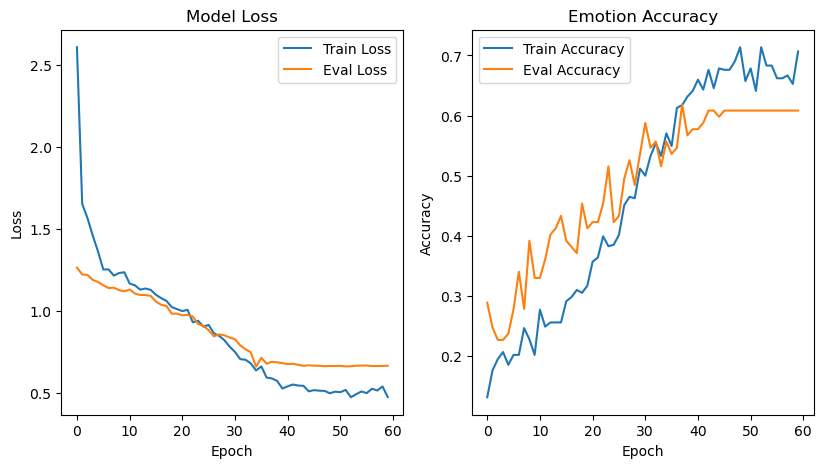 Model Loss
Train Loss
Eval Loss
2.5
2.0
1.5
1.0
0.5
Loss
0 10 20 30 40 50 60
Epoch
Emotion Accuracy
Train Accuracy
Eval Accuracy
0.7
0.6
0.5
0.4
0.3
0.2
Accuracy
0 10 20 30 40 50 60
Epoch